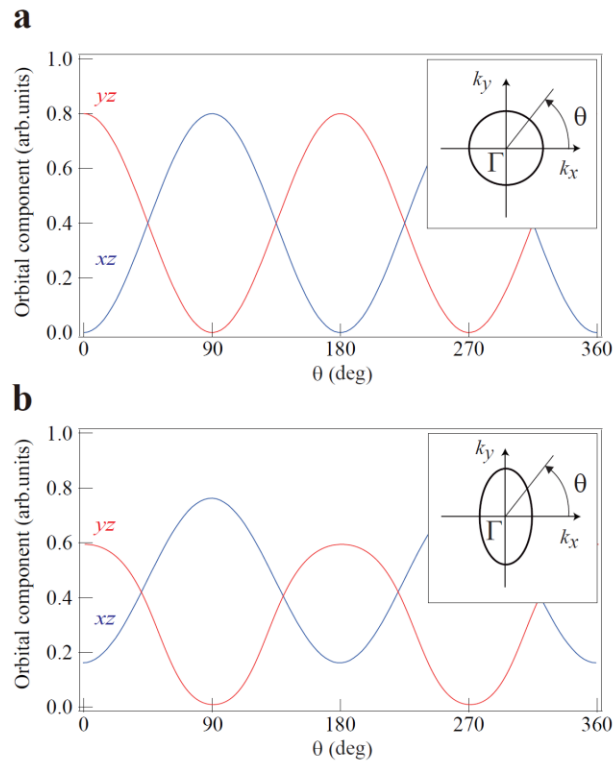 a
1.0
0.8
0.6
0.4
0.2
0.0
Orbital component (arb.units)
yz
xz
0
90
180
270
360
θ (deg)
ky
θ
Γ
kx
b
1.0
0.8
0.6
0.4
0.2
0.0
Orbital component (arb.units)
yz
xz
0
90
180
270
360
θ (deg)
ky
θ
Γ
kx